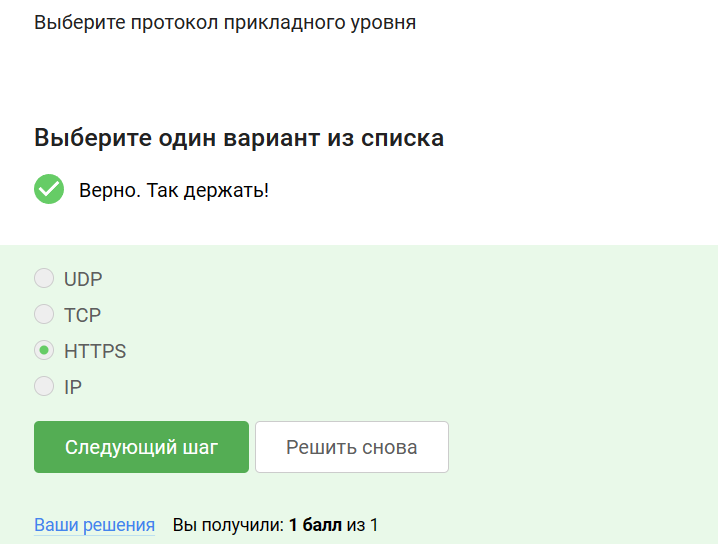 Выберите протокол прикладного уровня
Выберите один вариант из списка
Верно. Так держать!
UDP
TCP
HTTPS
IP
Следующий шаг
Решить снова
Ваши решения Вы получили: 1 балл из 1